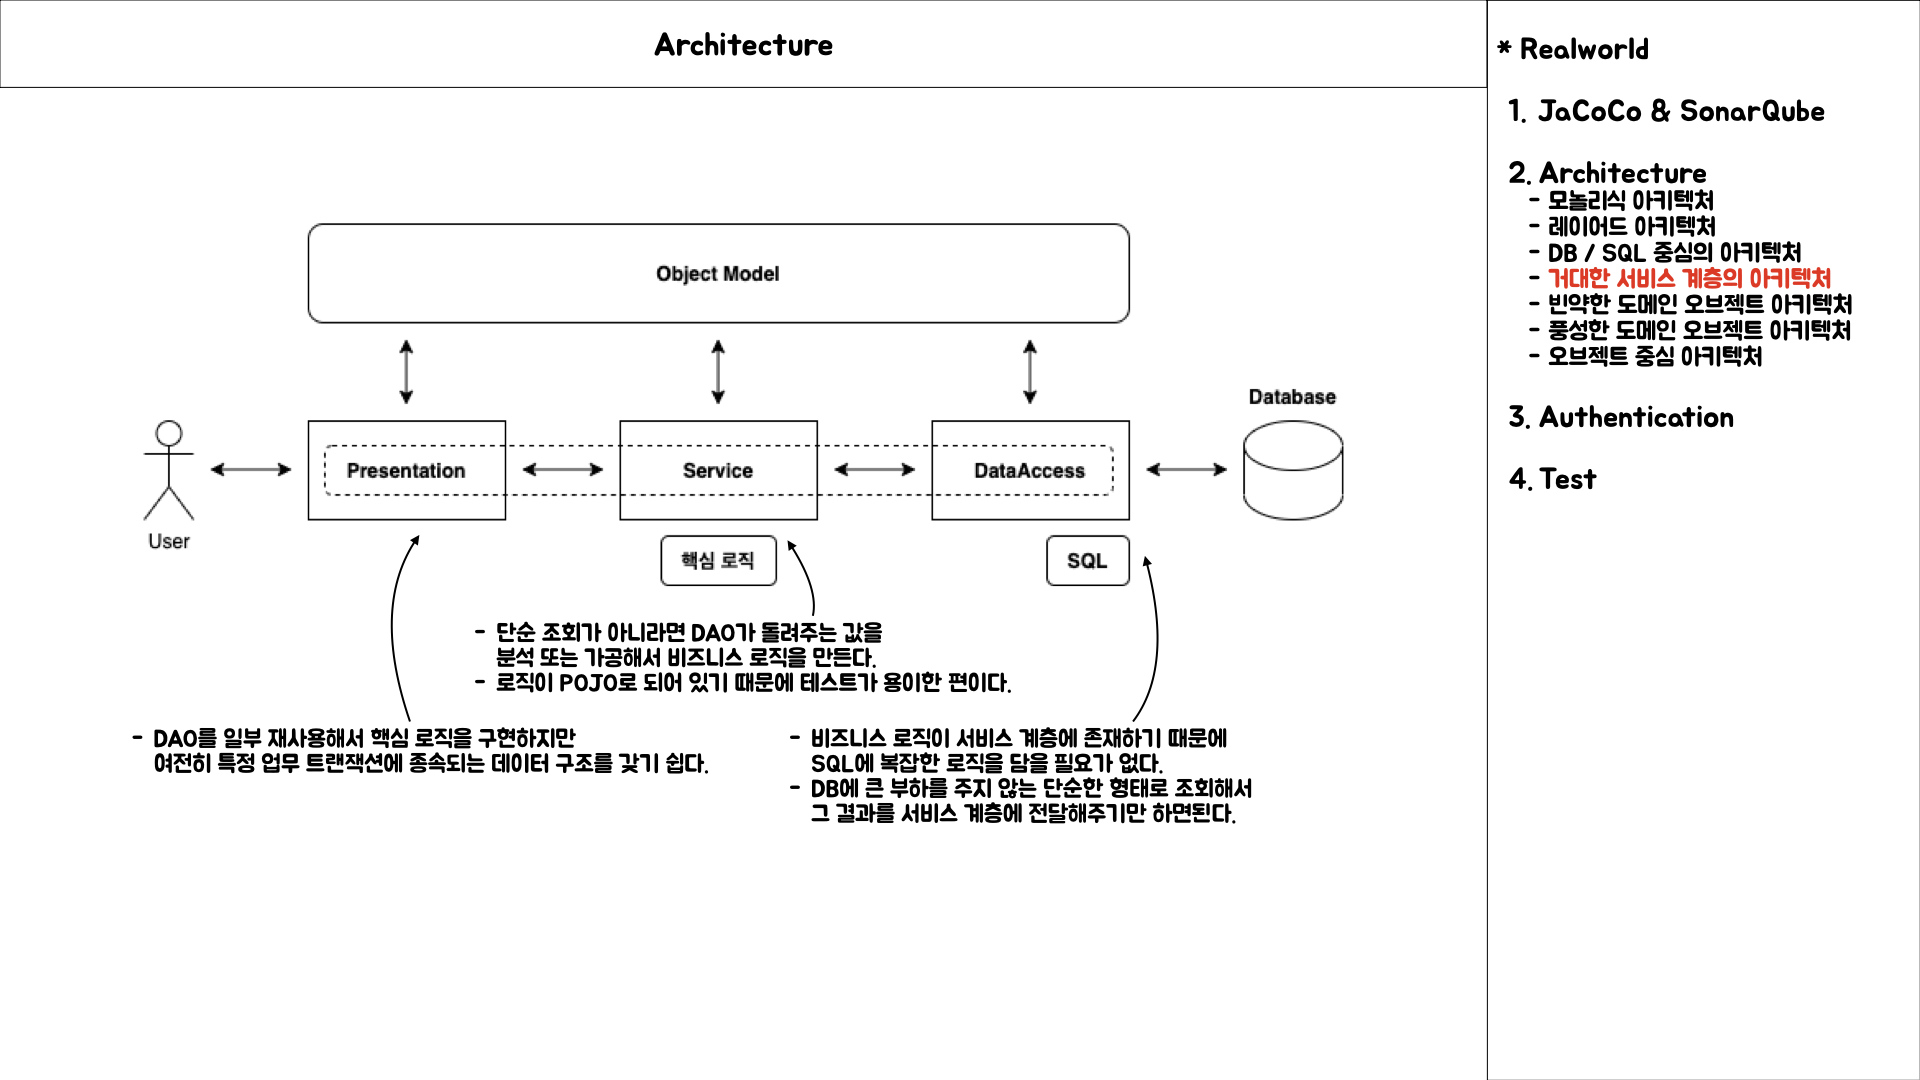 Architecture
Object Model
Database
Presentation
Service
DataAccess
User
핵심 로직
SQL
- 단순 조회가 아니라면 DAO가 돌려주는 값을
분석 또는 가공해서 비즈니스 로직을 만든다.
- 로직이 POJO로 되어 있기 때문에 테스트가 용이한 편이다.
- DAO를 일부 재사용해서 핵심 로직을 구현하지만
여전히 특정 업무 트랜잭션에 종속되는 데이터 구조를 갖기 쉽다.
- 비즈니스 로직이 서비스 계층에 존재하기 때문에
SQL에 복잡한 로직을 담을 필요가 없다.
- DB에 큰 부하를 주지 않는 단순한 형태로 조회해서
그 결과를 서비스 계층에 전달해주기만 하면된다.
* Realworld
1. JaCoCo & SonarQube
2. Architecture
- 모놀리식 아키텍처
- 레이어드 아키텍처
- DB / SQL 중심의 아키텍처
- 거대한 서비스 계층의 아키텍처
- 빈약한 도메인 오브젝트 아키텍처
- 풍성한 도메인 오브젝트 아키텍처
- 오브젝트 중심 아키텍처
3. Authentication
4. Test